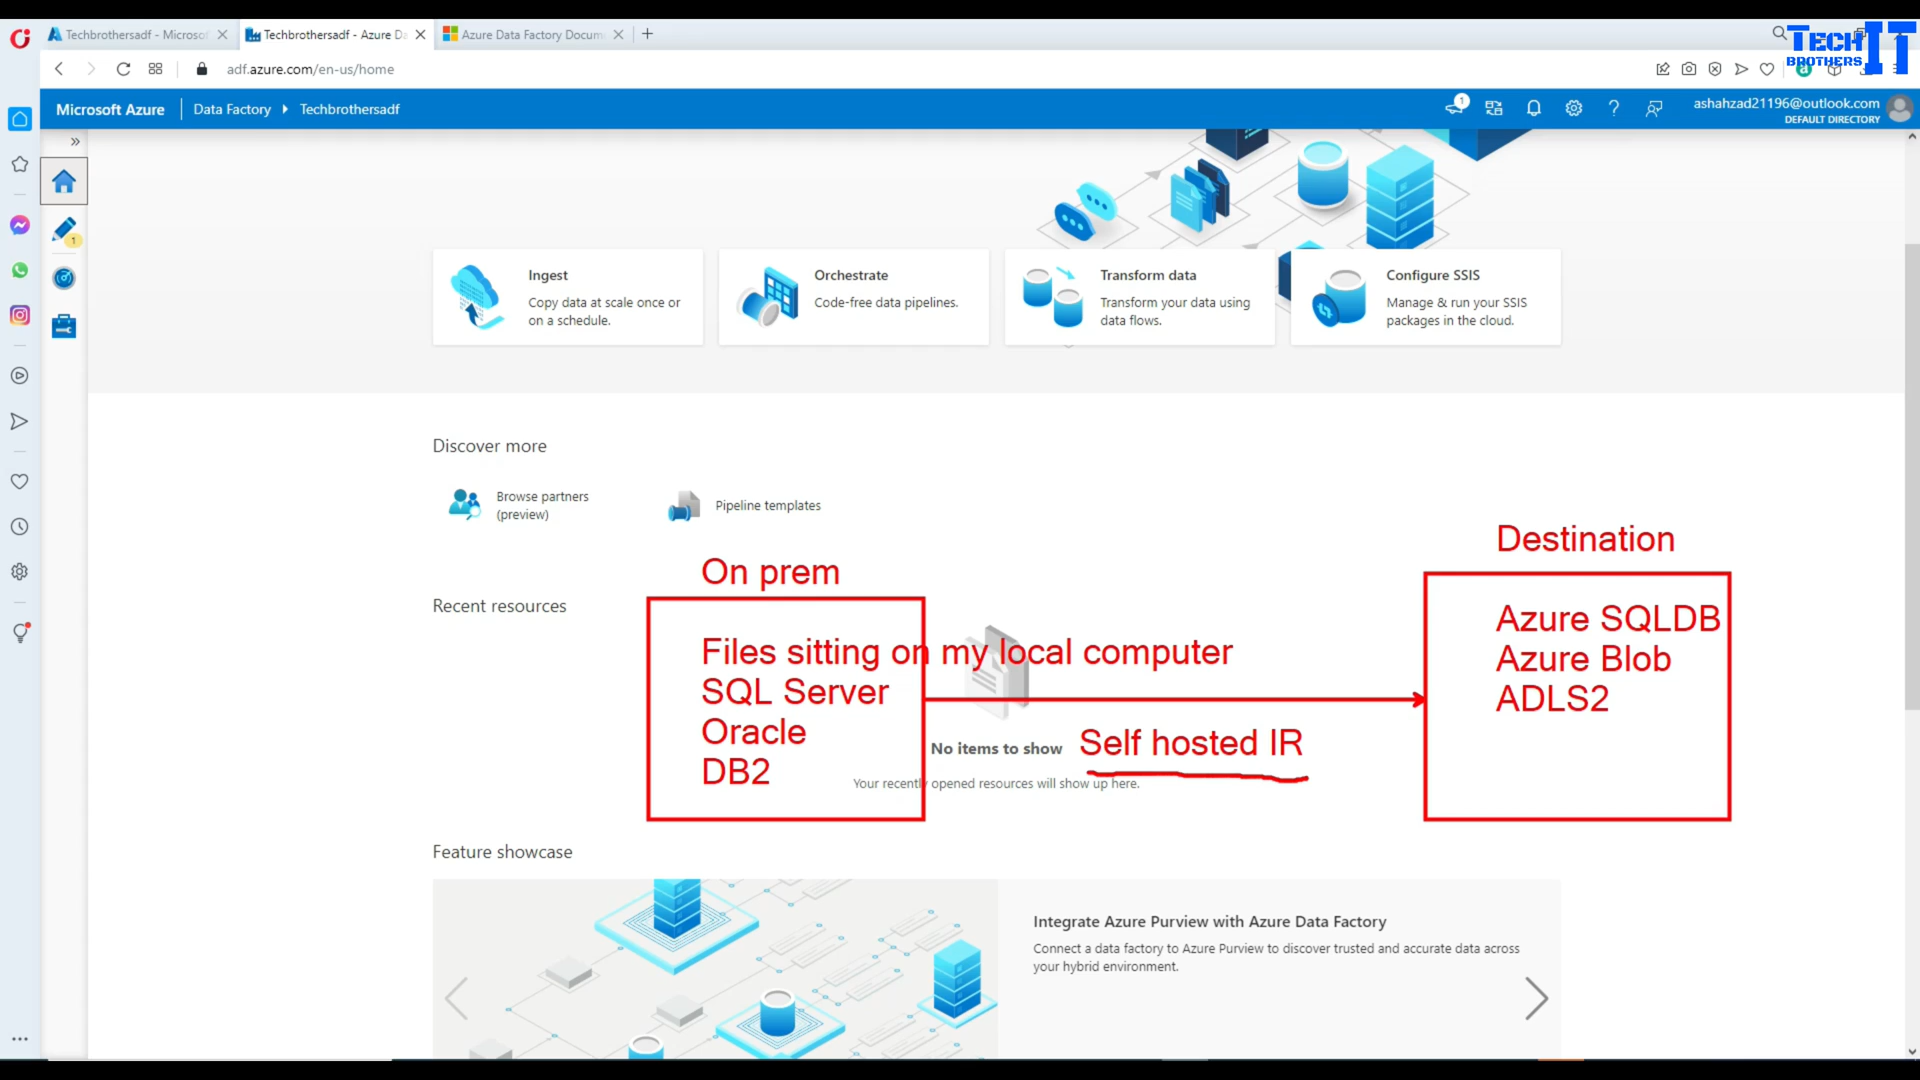 Techbrothersadf - Microsof
Techbrothersadf - Azure Da
Azure Data Factory Docum
TECH IT
BROTHERS
adf.azure.com/en-us/home
a
Microsoft Azure
Data Factory
Techbrothersadf
1
ashahzad21196@outlook.com
DEFAULT DIRECTORY
1
Ingest
Copy data at scale once or
on a schedule.
Orchestrate
Code-free data pipelines.
Transform data
Transform your data using
data flows.
Configure SSIS
Manage & run your SSIS
packages in the cloud.
Discover more
Browse partners
(preview)
Pipeline templates
Recent resources
On prem
Files sitting on my local computer
SQL Server
Oracle
DB2
Self hosted IR
Destination
Azure SQLDB
Azure Blob
ADLS2
No items to show
Your recently opened resources will show up here.
Feature showcase
Integrate Azure Purview with Azure Data Factory
Connect a data factory to Azure Purview to discover trusted and accurate data across
your hybrid environment.